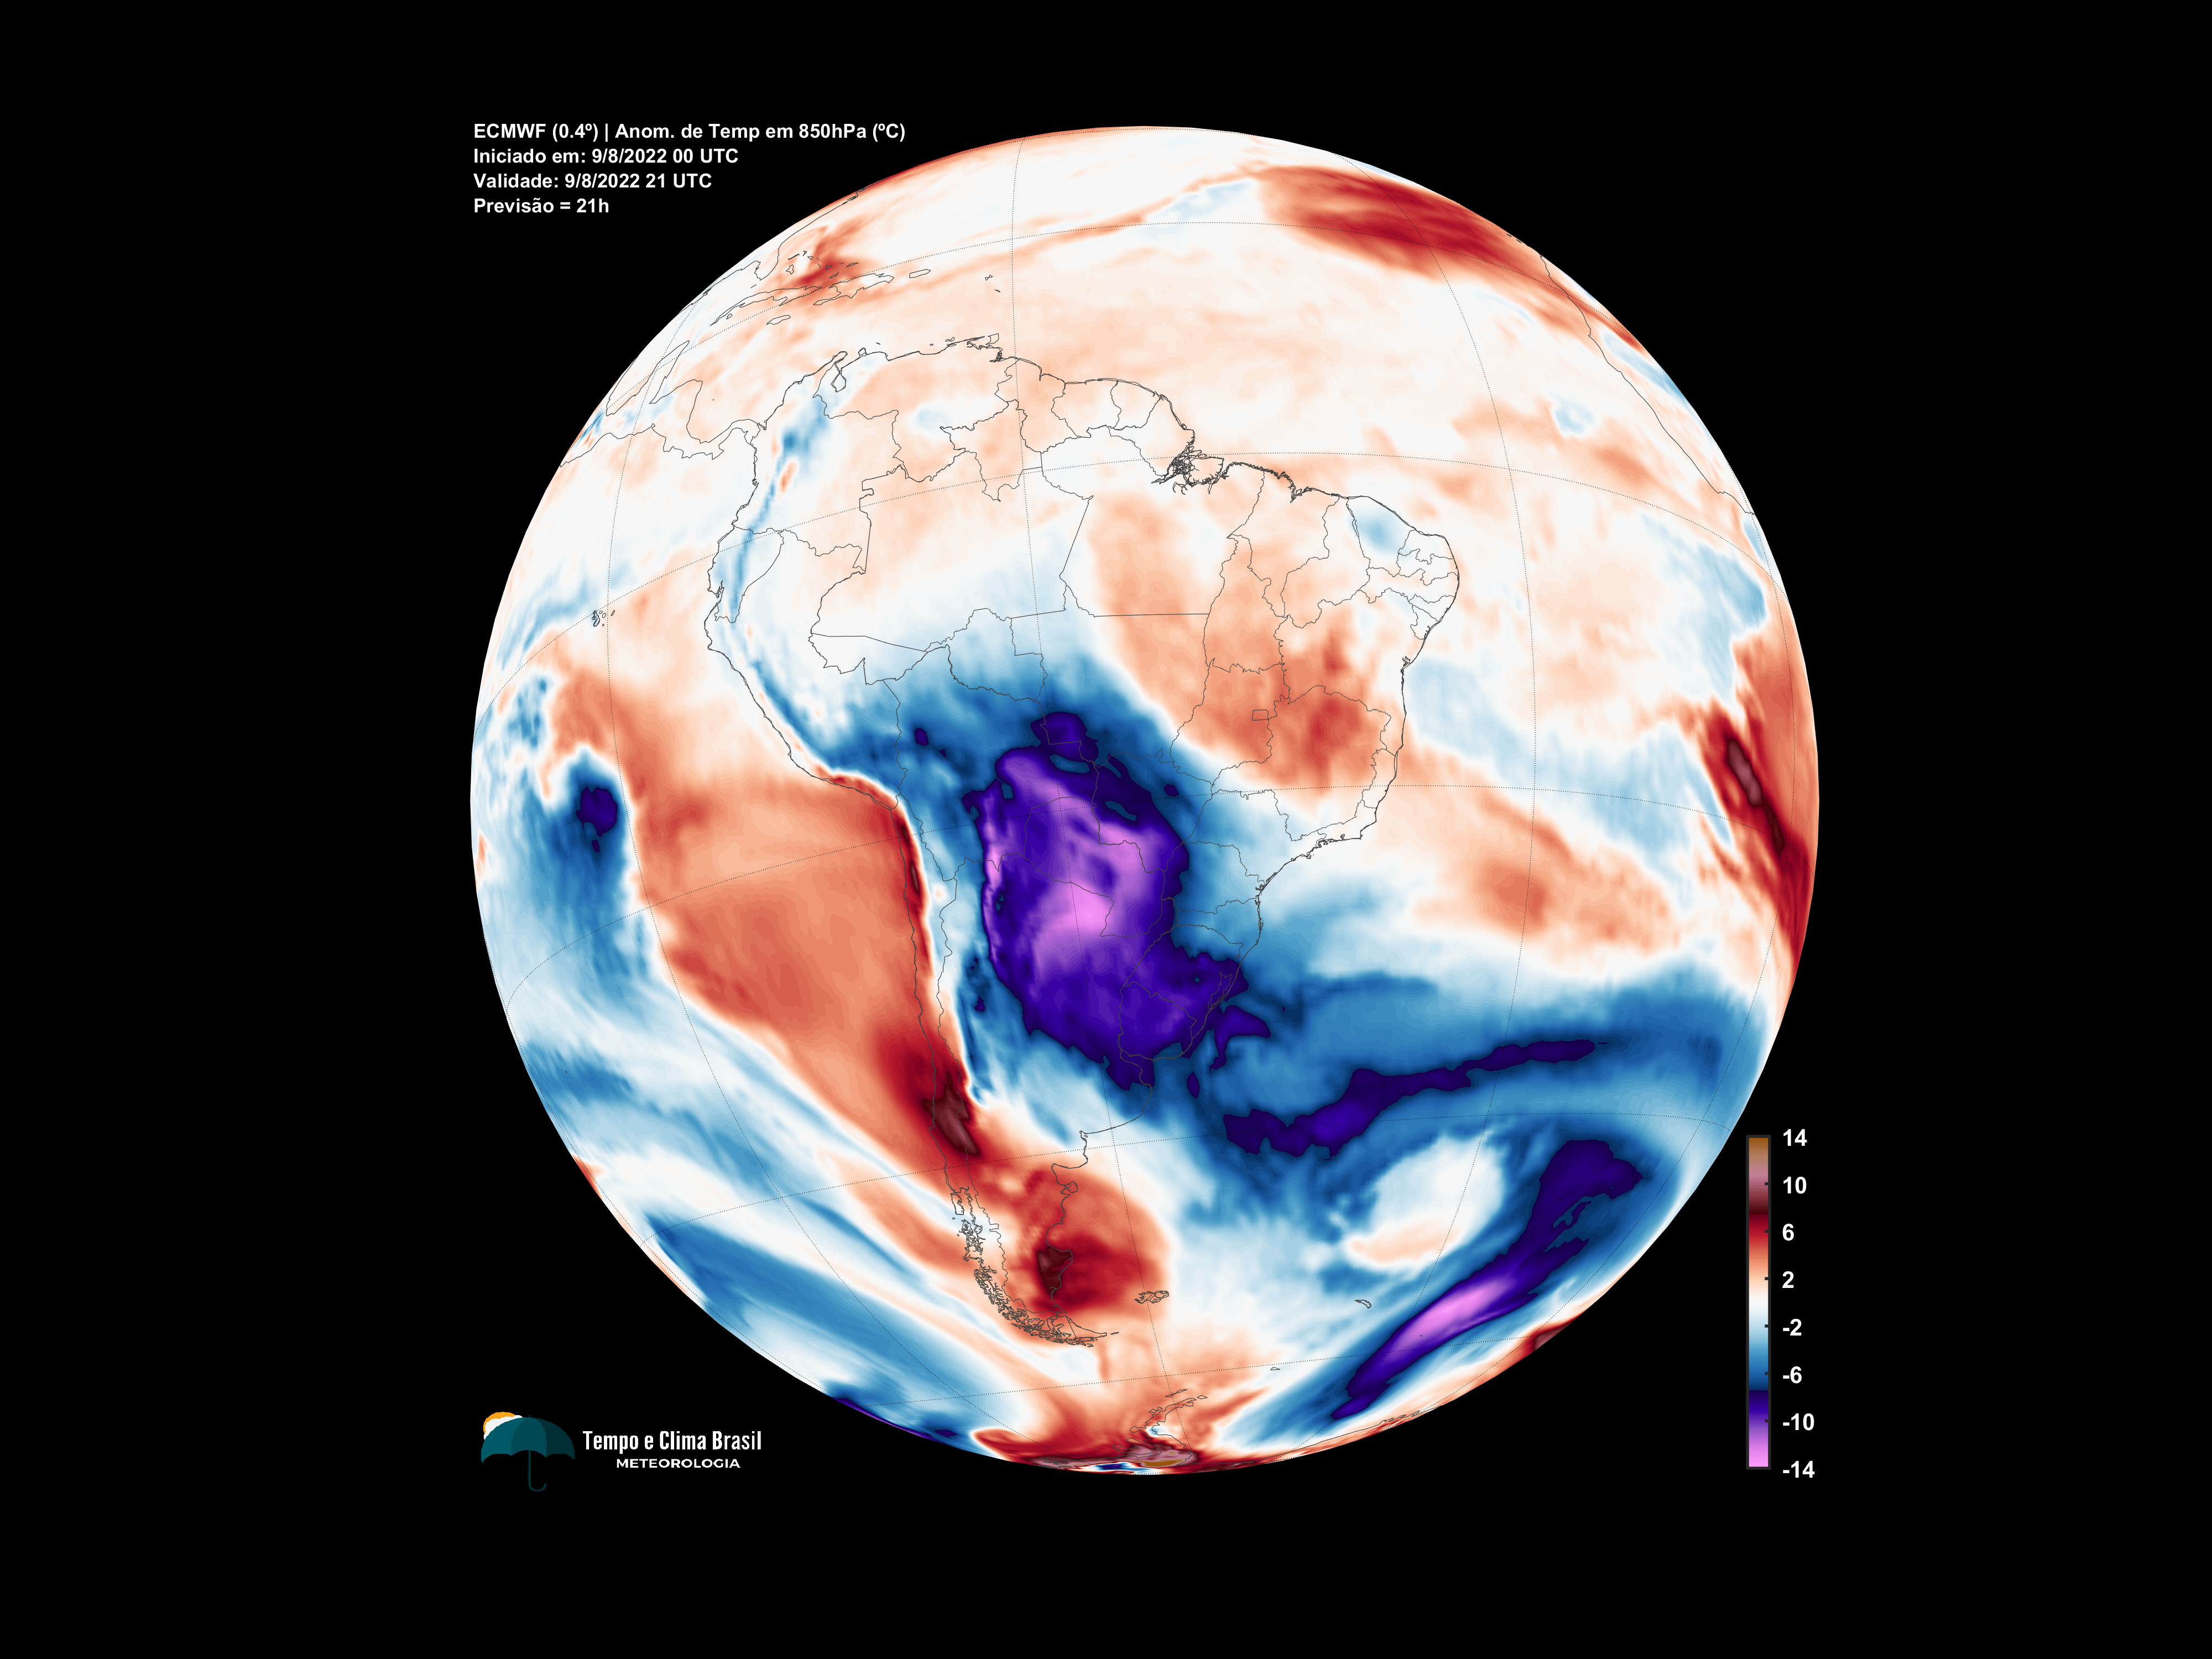 ECMWF (0.4º) | Anom. de Temp em 850hPa (ºC)
Iniciado em: 9/8/2022 00 UTC
Validade: 9/8/2022 21 UTC
Previsão = 21h
14
10
6
2
-2
-6
-10
-14
Tempo e Clima Brasil
METEOROLOGIA